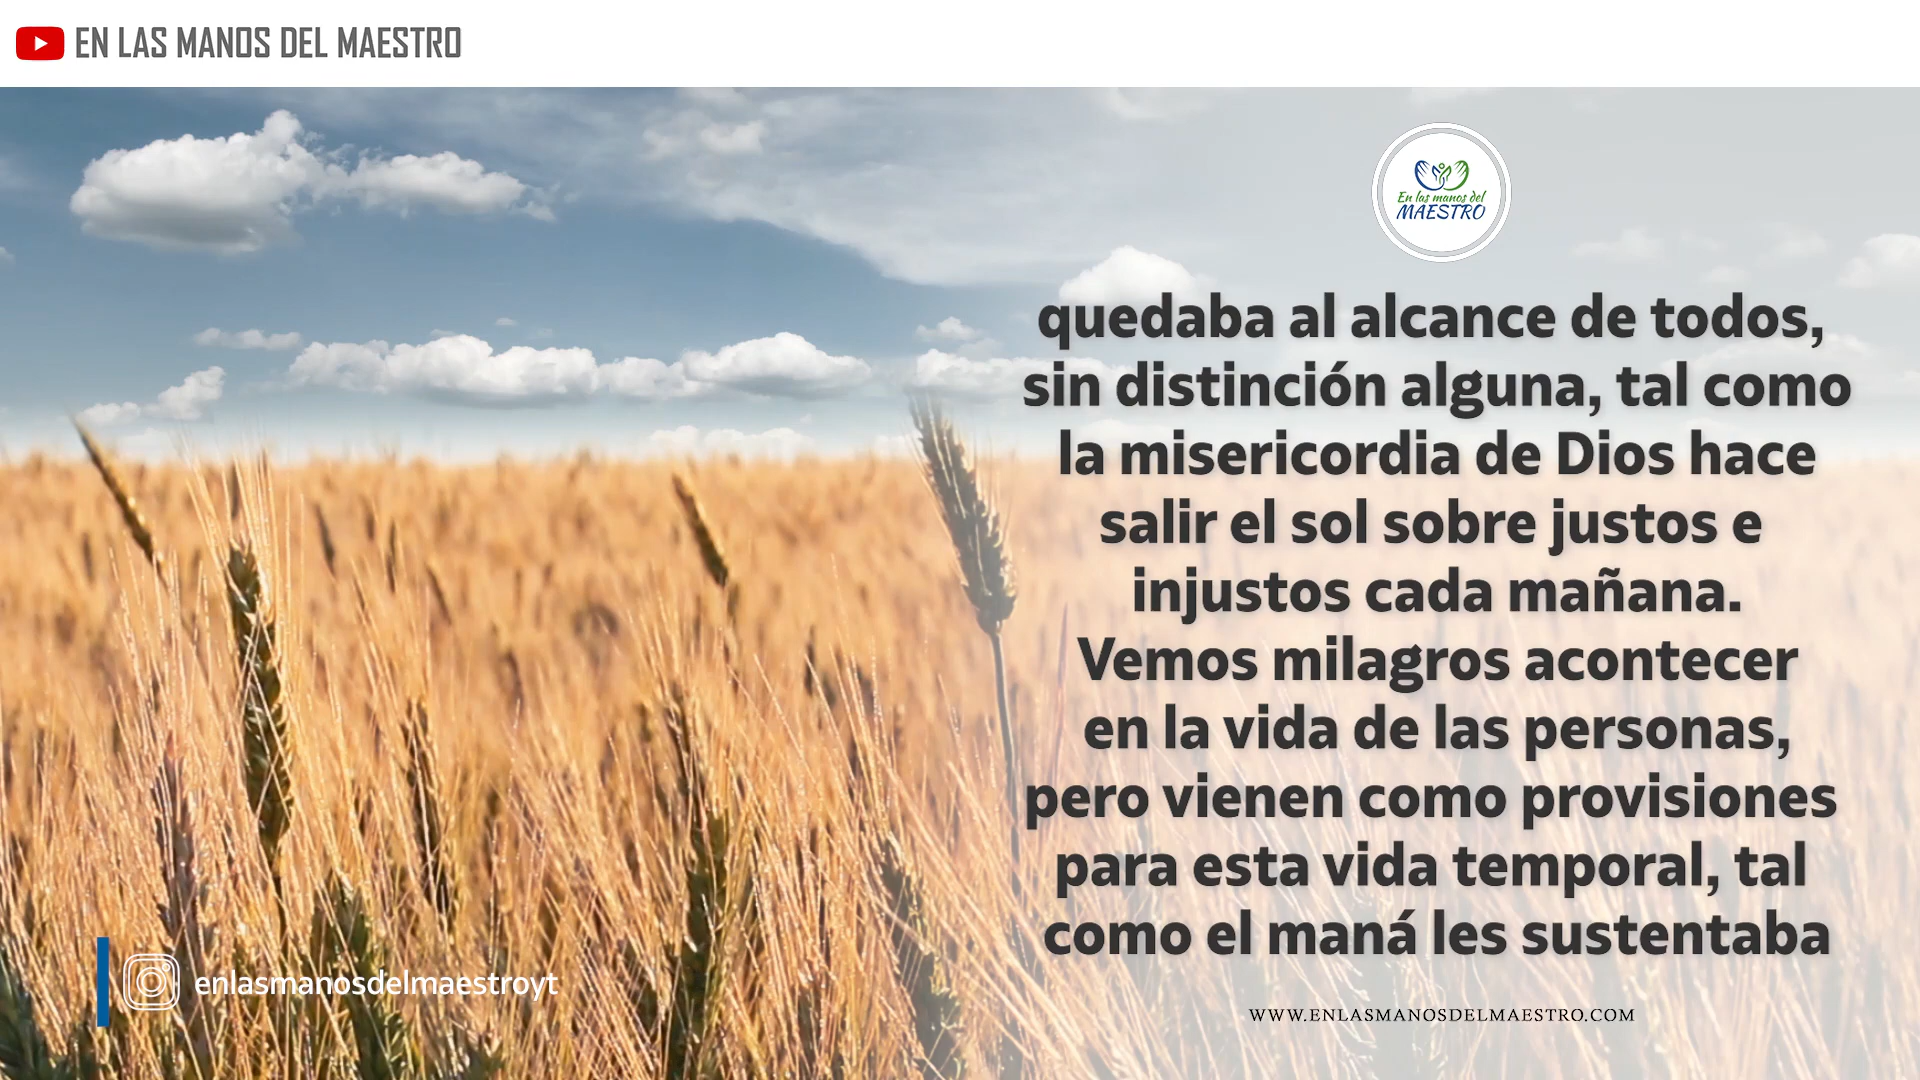 EN LAS MANOS DEL MAESTRO
En las manos del
MAESTRO
quedaba al alcance de todos,
sin distinción alguna, tal como
la misericordia de Dios hace
salir el sol sobre justos e
injustos cada mañana.
Vemos milagros acontecer
en la vida de las personas,
pero vienen como provisiones
para esta vida temporal, tal
como el maná les sustentaba
enlasmanosdelmaestroyt
WWW.ENLASMANOSDELMAESTRO.COM